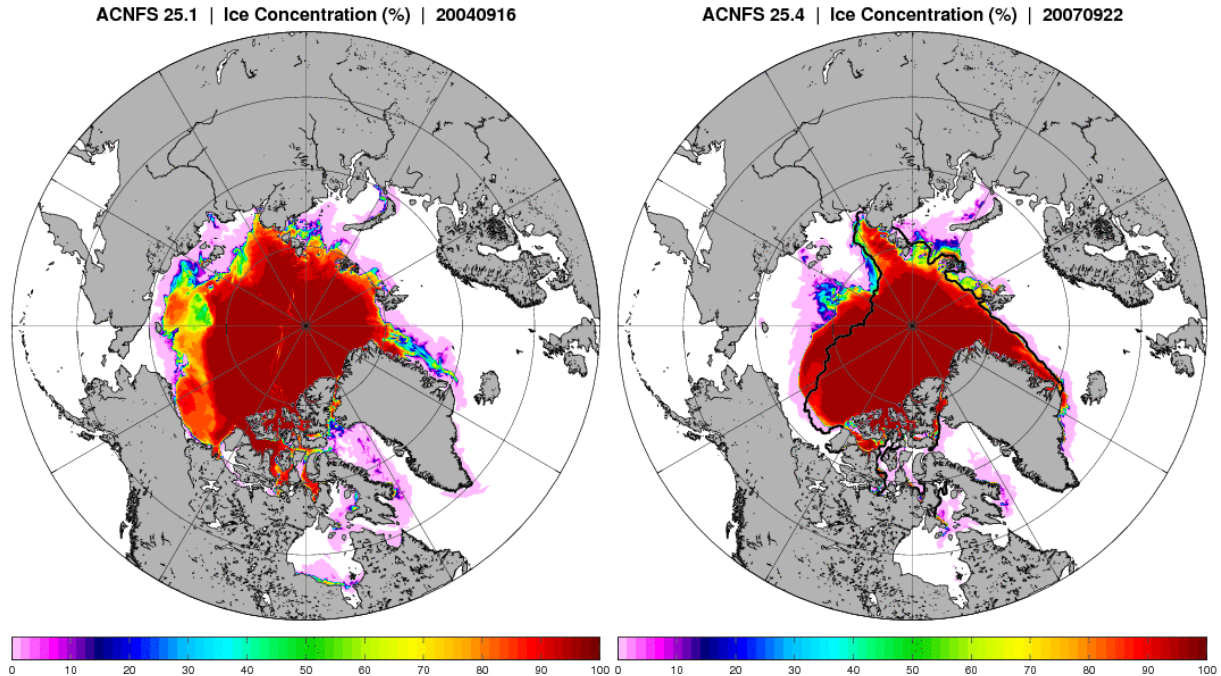 ACNFS 25.1 | Ice Concentration (%) | 20040916
ACNFS 25.4 | Ice Concentration (%) | 20070922
0 10 20 30 40 50 60 70 80 90 100
0 10 20 30 40 50 60 70 80 90 100